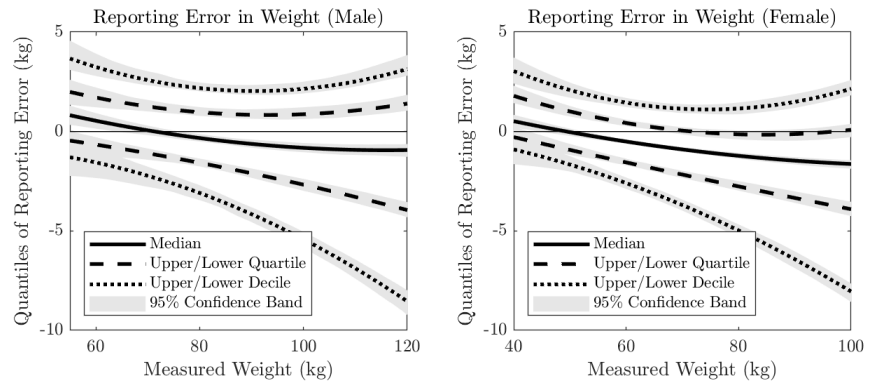 Reporting Error in Weight (Male)
Quantiles of Reporting Error (kg)
5
0
-5
-10
Median
Upper/Lower Quartile
Upper/Lower Decile
95% Confidence Band
60 80 100 120
Measured Weight (kg)
Reporting Error in Weight (Female)
Quantiles of Reporting Error (kg)
5
0
-5
-10
Median
Upper/Lower Quartile
Upper/Lower Decile
95% Confidence Band
40 60 80 100
Measured Weight (kg)